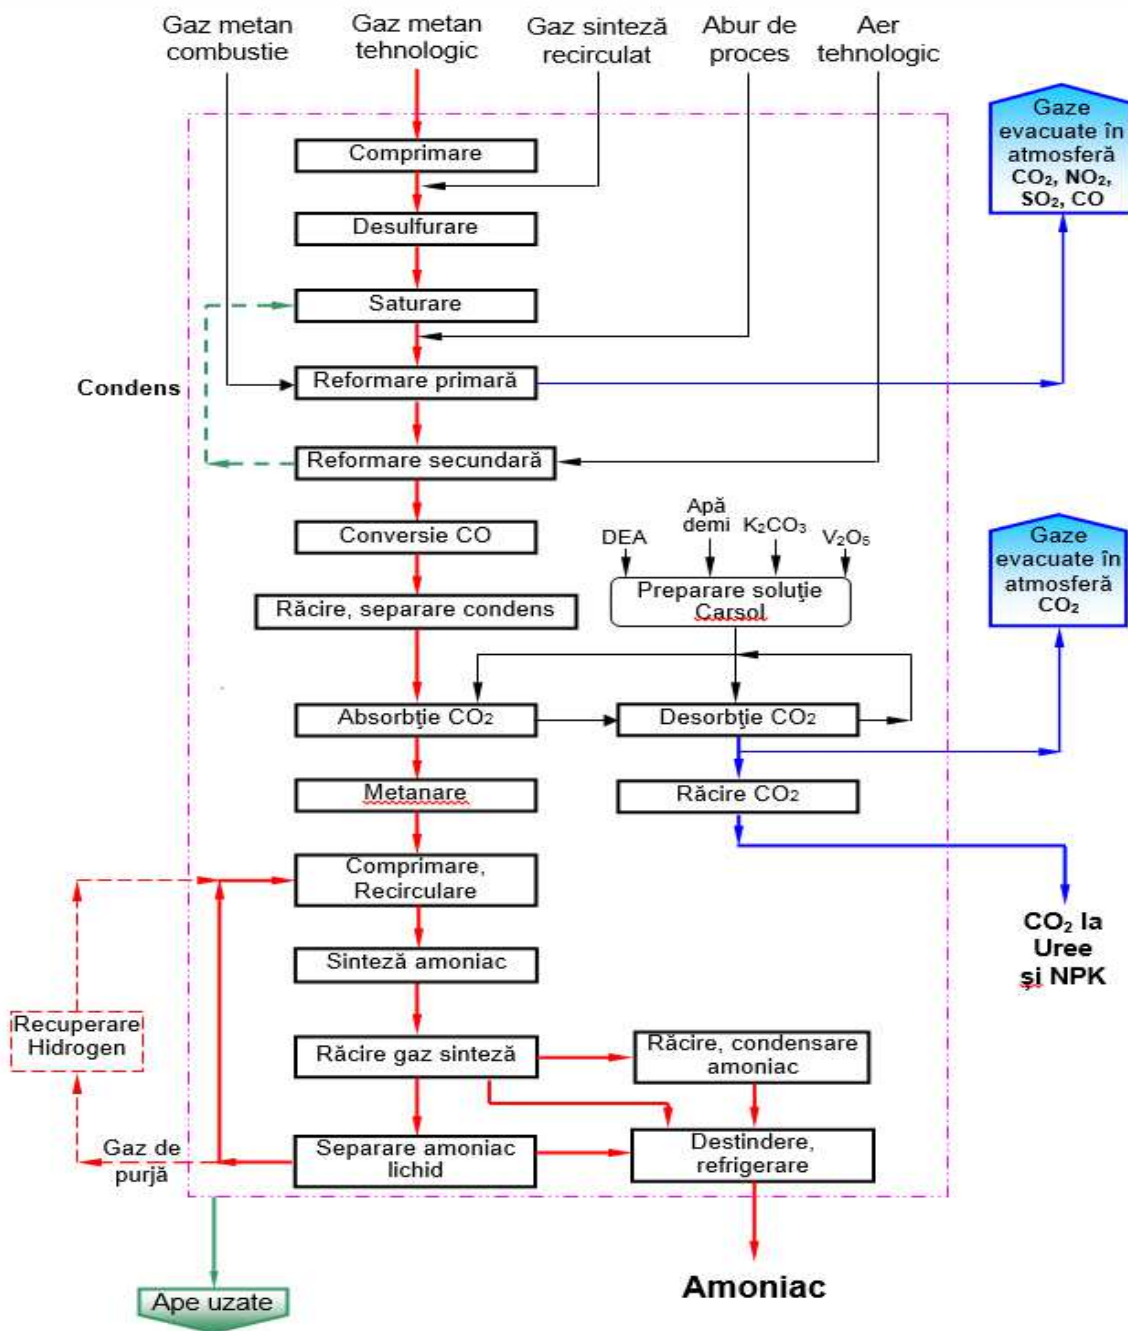 Gaz metan
combustie
Gaz metan
tehnologic
Gaz sinteză
recirculat
Abur de
proces
Aer
tehnologic
Gaze
evacuate în
atmosferă
CO₂, NO₂,
SO₂, CO
Comprimare
Desulfurare
Saturare
Condens
Reformare primară
Reformare secundară
Conversie CO
DEA
Apă
demi
K₂CO₃
V₂O₅
Preparare soluţie
Carsol
Gaze
evacuate în
atmosferă
CO₂
Răcire, separare condens
Absorbţie CO₂
Desorbţie CO₂
Metanare
Răcire CO₂
Comprimare,
Recirculare
CO₂ la
Uree
şi NPK
Sinteză amoniac
Recuperare
Hidrogen
Răcire gaz sinteză
Răcire, condensare
amoniac
Gaz de
purjă
Separare amoniac
lichid
Destindere,
refrigerare
Amoniac
Ape uzate